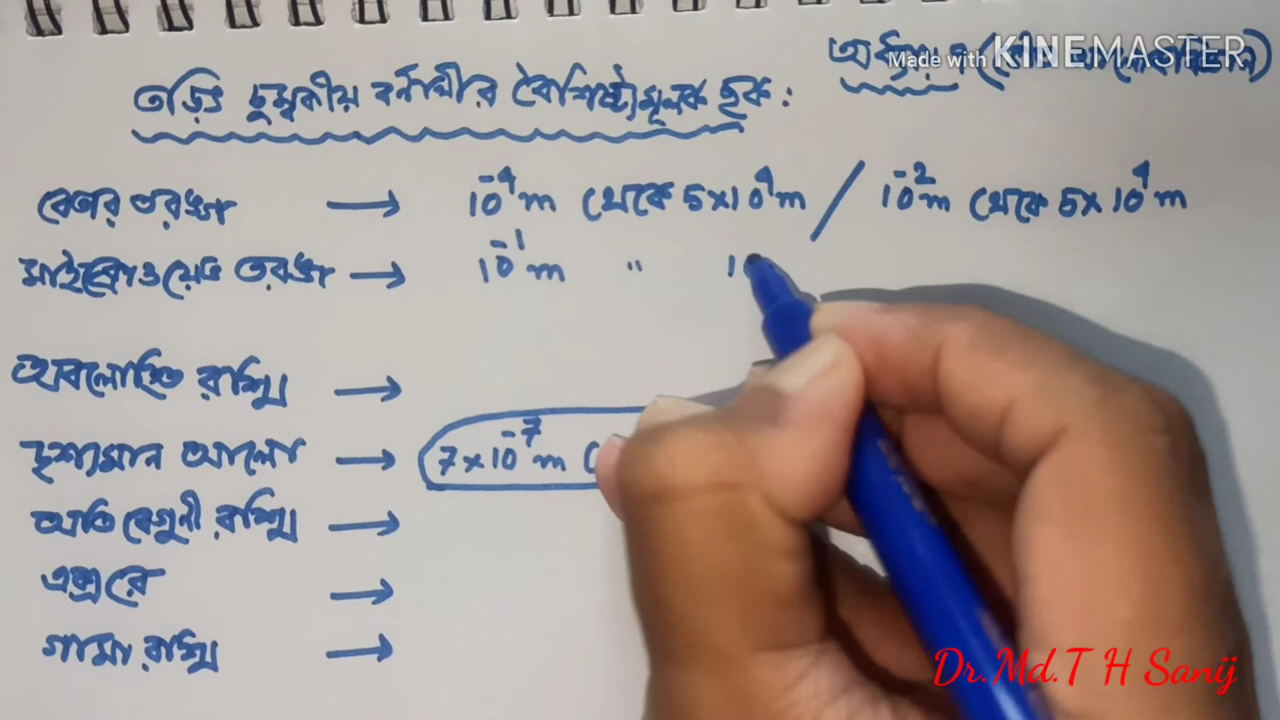 Made with KINEMASTER
অধ্যায় ৭
তড়িৎ চুম্বকীয় বর্নালীর বৈশিষ্ট্যমূলক ছক :
বেতার তরঙ্গ → 10⁻⁴m থেকে 5×10⁴m / 10⁻²m থেকে 5×10⁴m
মাইক্রোওয়েভ তরঙ্গ → 10⁻¹m " 1
অবলোহিত রশ্মি →
দৃশ্যমান আলো → 7×10⁻⁷m
অতি বেগুনী রশ্মি →
এক্সরে →
গামা রশ্মি →
Dr.Md.T H Sanij